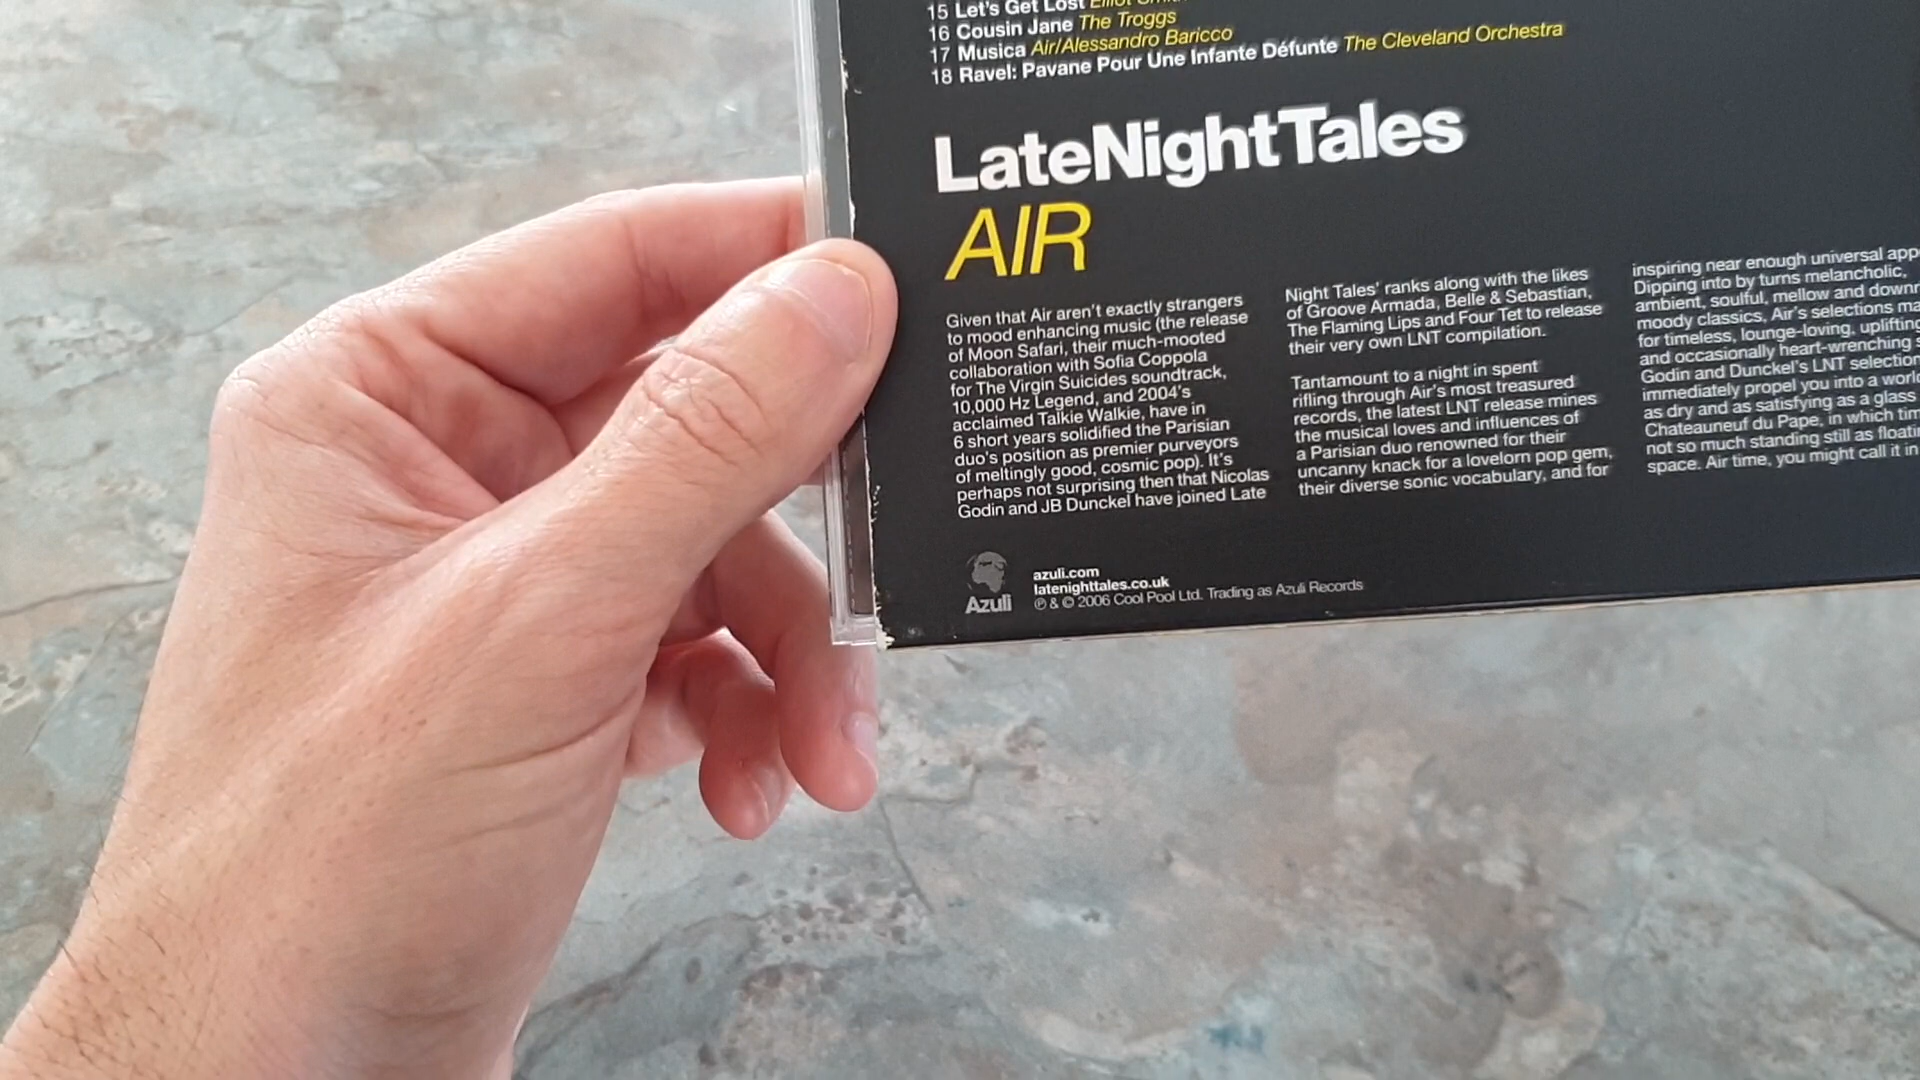 15 Let's Get Lost Elliot
16 Cousin Jane The Troggs
17 Musica Air/Alessandro Baricco
18 Ravel: Pavane Pour Une Infante Défunte The Cleveland Orchestra
LateNightTales
AIR
Given that Air aren't exactly strangers
to mood enhancing music (the release
of Moon Safari, their much-mooted
collaboration with Sofia Coppola
for The Virgin Suicides soundtrack,
10,000 Hz Legend, and 2004's
acclaimed Talkie Walkie, have in
6 short years solidified the Parisian
duo's position as premier purveyors
of meltingly good, cosmic pop). It's
perhaps not surprising then that Nicolas
Godin and JB Dunckel have joined Late
Night Tales' ranks along with the likes
of Groove Armada, Belle & Sebastian,
The Flaming Lips and Four Tet to release
their very own LNT compilation.
Tantamount to a night in spent
rifling through Air's most treasured
records, the latest LNT release mines
the musical loves and influences of
a Parisian duo renowned for their
uncanny knack for a lovelorn pop gem,
their diverse sonic vocabulary, and for
inspiring near enough universal app
Dipping into by turns melancholic,
ambient, soulful, mellow and downr
moody classics, Air's selections ma
for timeless, lounge-loving, uplifting
and occasionally heart-wrenching s
Godin and Dunckel's LNT selection
immediately propel you into a world
as dry and as satisfying as a glass
Chateauneuf du Pape, in which tim
not so much standing still as floatin
space. Air time, you might call it in
Azuli
azuli.com
latenighttales.co.uk
℗ & © 2006 Cool Pool Ltd. Trading as Azuli Records